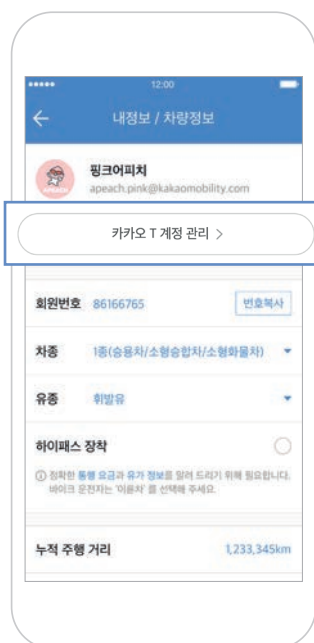 12:00
내정보 / 차량정보
핑크어피치
apeach.pink@kakaomobility.com
APEACH
카카오 T 계정 관리 >
회원번호 86166765 번호복사
차종 1종(승용차/소형승합차/소형화물차)
유종 휘발유
하이패스 장착
정확한 통행 요금과 유가 정보를 알려 드리기 위해 필요합니다.
바이크 운전자는 '이륜차' 를 선택해 주세요.
누적 주행 거리 1,233,345km